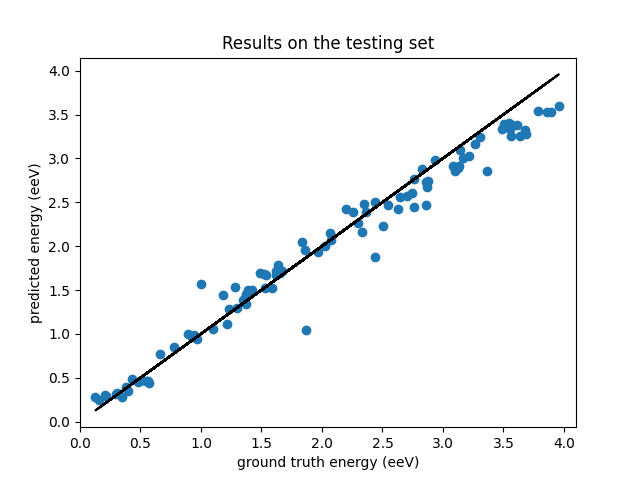 Results on the testing set
4.0
3.5
3.0
2.5
2.0
1.5
1.0
0.5
0.0
predicted energy (eeV)
0.0 0.5 1.0 1.5 2.0 2.5 3.0 3.5 4.0
ground truth energy (eeV)